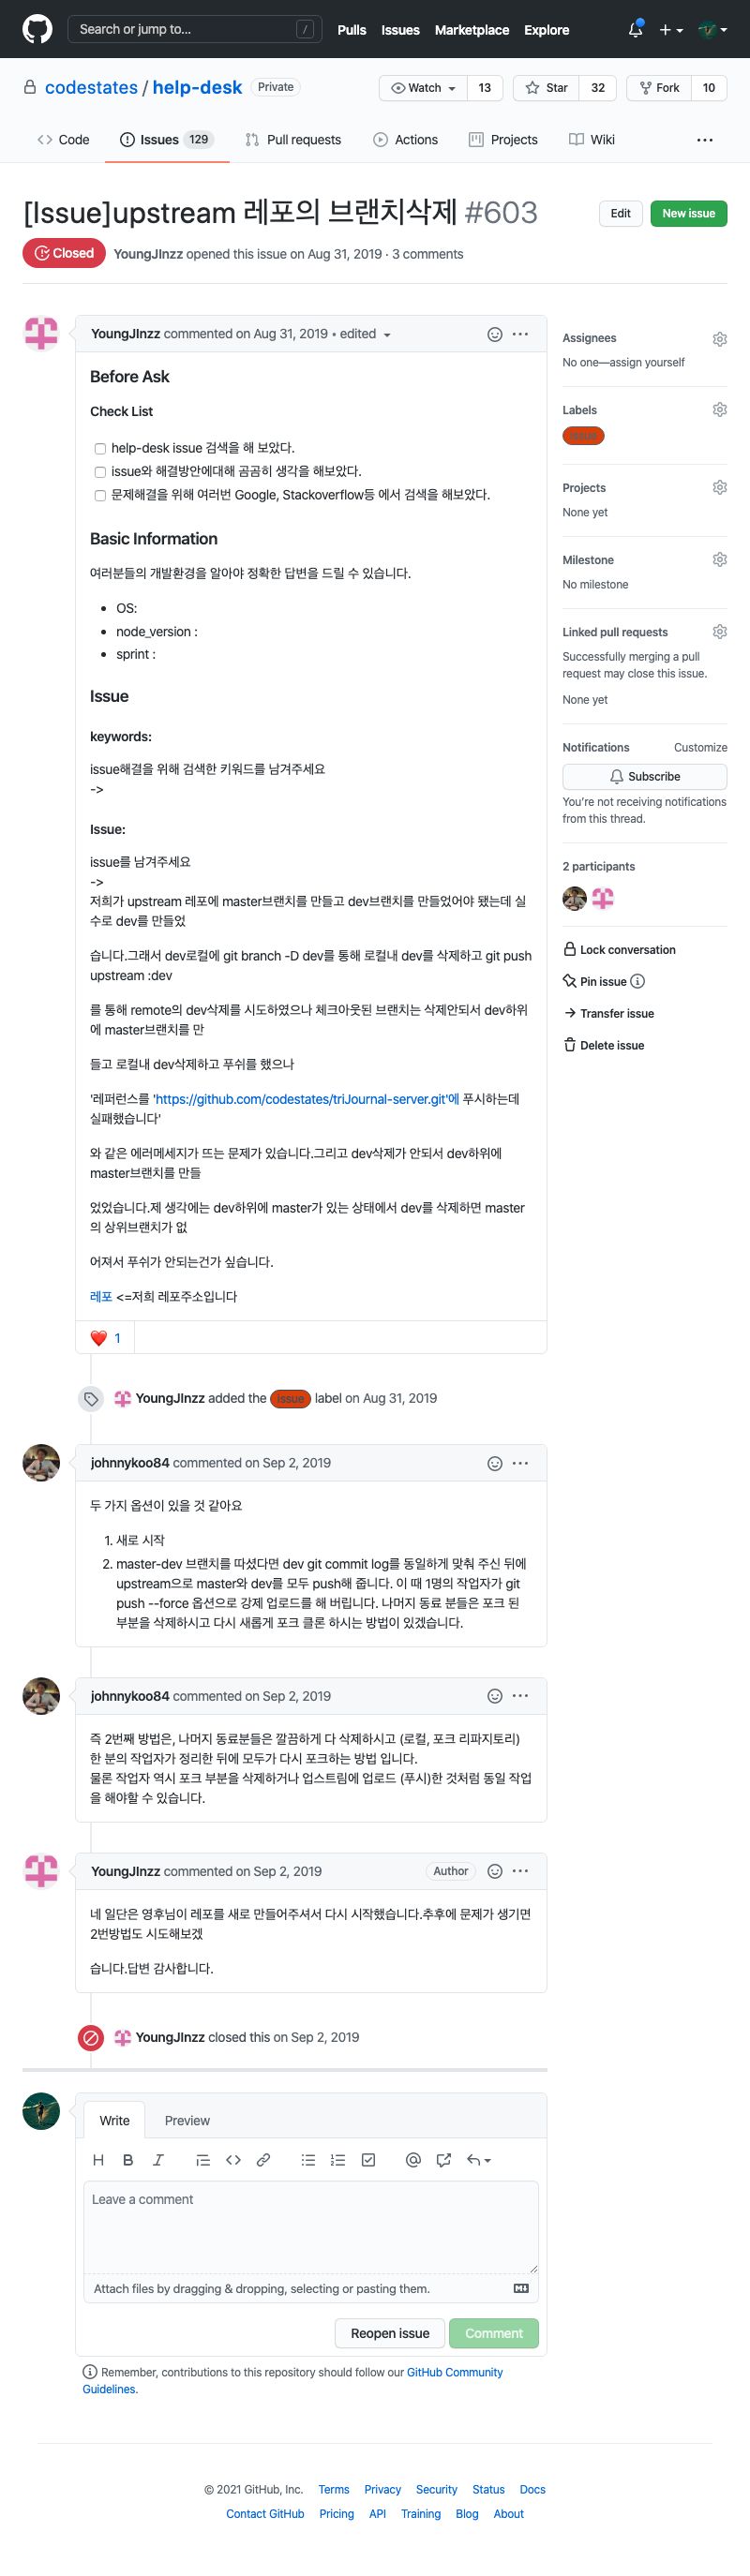 Search or jump to...
/
Pulls Issues Marketplace Explore
codestates / help-desk Private
Watch 13 Star 32 Fork 10
Code Issues 129 Pull requests Actions Projects Wiki
[Issue]upstream 레포의 브랜치삭제 #603
Edit New issue
Closed YoungJInzz opened this issue on Aug 31, 2019 · 3 comments
YoungJInzz commented on Aug 31, 2019 • edited
Before Ask
Check List
help-desk issue 검색을 해 보았다.
issue와 해결방안에대해 곰곰히 생각을 해보았다.
문제해결을 위해 여러번 Google, Stackoverflow등 에서 검색을 해보았다.
Basic Information
여러분들의 개발환경을 알아야 정확한 답변을 드릴 수 있습니다.
• OS:
• node_version :
• sprint :
Issue
keywords:
issue해결을 위해 검색한 키워드를 남겨주세요
->
Issue:
issue를 남겨주세요
->
저희가 upstream 레포에 master브랜치를 만들고 dev브랜치를 만들었어야 됐는데 실
수로 dev를 만들었
습니다.그래서 dev로컬에 git branch -D dev를 통해 로컬내 dev를 삭제하고 git push
upstream :dev
를 통해 remote의 dev삭제를 시도하였으나 체크아웃된 브랜치는 삭제안되서 dev하위
에 master브랜치를 만
들고 로컬내 dev삭제하고 푸쉬를 했으나
'레퍼런스를 'https://github.com/codestates/triJournal-server.git'에 푸시하는데
실패했습니다'
와 같은 에러메세지가 뜨는 문제가 있습니다.그리고 dev삭제가 안되서 dev하위에
master브랜치를 만들
었었습니다.제 생각에는 dev하위에 master가 있는 상태에서 dev를 삭제하면 master
의 상위브랜치가 없
어져서 푸쉬가 안되는건가 싶습니다.
레포 <=저희 레포주소입니다
❤️ 1
YoungJInzz added the issue label on Aug 31, 2019
johnnykoo84 commented on Sep 2, 2019
두 가지 옵션이 있을 것 같아요
1. 새로 시작
2. master-dev 브랜치를 따셨다면 dev git commit log를 동일하게 맞춰 주신 뒤에
upstream으로 master와 dev를 모두 push해 줍니다. 이 때 1명의 작업자가 git
push --force 옵션으로 강제 업로드를 해 버립니다. 나머지 동료 분들은 포크 된
부분을 삭제하시고 다시 새롭게 포크 클론 하시는 방법이 있겠습니다.
johnnykoo84 commented on Sep 2, 2019
즉 2번째 방법은, 나머지 동료분들은 깔끔하게 다 삭제하시고 (로컬, 포크 리파지토리)
한 분의 작업자가 정리한 뒤에 모두가 다시 포크하는 방법 입니다.
물론 작업자 역시 포크 부분을 삭제하거나 업스트림에 업로드 (푸시)한 것처럼 동일 작업
을 해야할 수 있습니다.
YoungJInzz commented on Sep 2, 2019 Author
네 일단은 영후님이 레포를 새로 만들어주셔서 다시 시작했습니다.추후에 문제가 생기면
2번방법도 시도해보겠
습니다.답변 감사합니다.
YoungJInzz closed this on Sep 2, 2019
Write Preview
Leave a comment
Attach files by dragging & dropping, selecting or pasting them.
Reopen issue Comment
Remember, contributions to this repository should follow our GitHub Community
Guidelines.
Assignees
No one—assign yourself
Labels
issue
Projects
None yet
Milestone
No milestone
Linked pull requests
Successfully merging a pull
request may close this issue.
None yet
Notifications Customize
Subscribe
You're not receiving notifications
from this thread.
2 participants
Lock conversation
Pin issue
Transfer issue
Delete issue
© 2021 GitHub, Inc. Terms Privacy Security Status Docs
Contact GitHub Pricing API Training Blog About